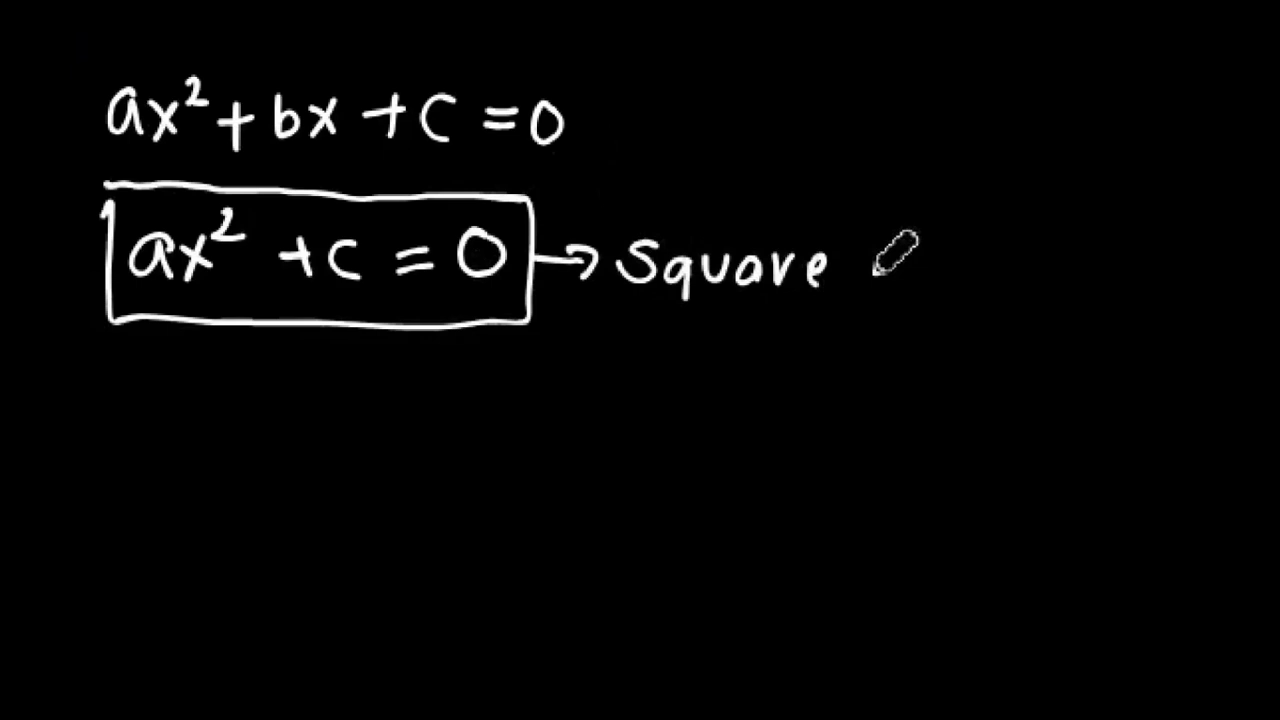 ax² + bx + c = 0
ax² + c = 0 → Square